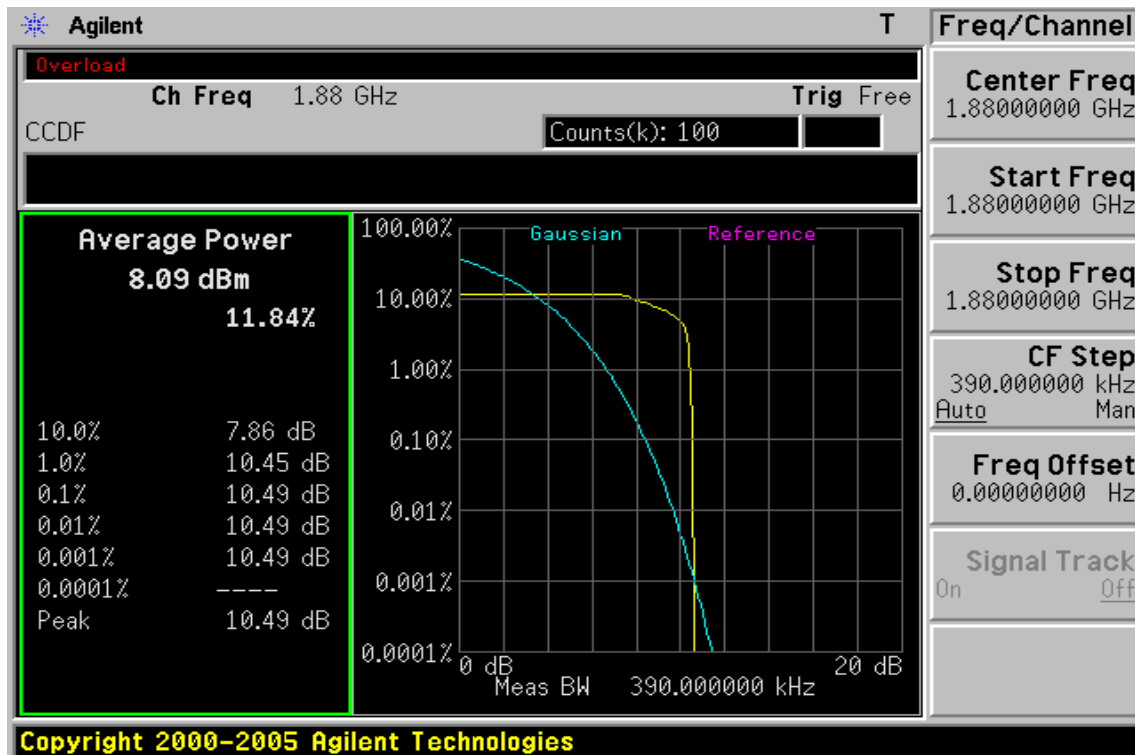 Agilent T
Overload
Ch Freq 1.88 GHz Trig Free
CCDF Counts(k): 100
Average Power
8.09 dBm
11.84%
10.0% 7.86 dB
1.0% 10.45 dB
0.1% 10.49 dB
0.01% 10.49 dB
0.001% 10.49 dB
0.0001% ----
Peak 10.49 dB
Gaussian Reference
100.00%
10.00%
1.00%
0.10%
0.01%
0.001%
0.0001%
0 dB 20 dB
Meas BW 390.000000 kHz
Freq/Channel
Center Freq
1.88000000 GHz
Start Freq
1.88000000 GHz
Stop Freq
1.88000000 GHz
CF Step
390.000000 kHz
Auto Man
Freq Offset
0.00000000 Hz
Signal Track
On Off
Copyright 2000-2005 Agilent Technologies